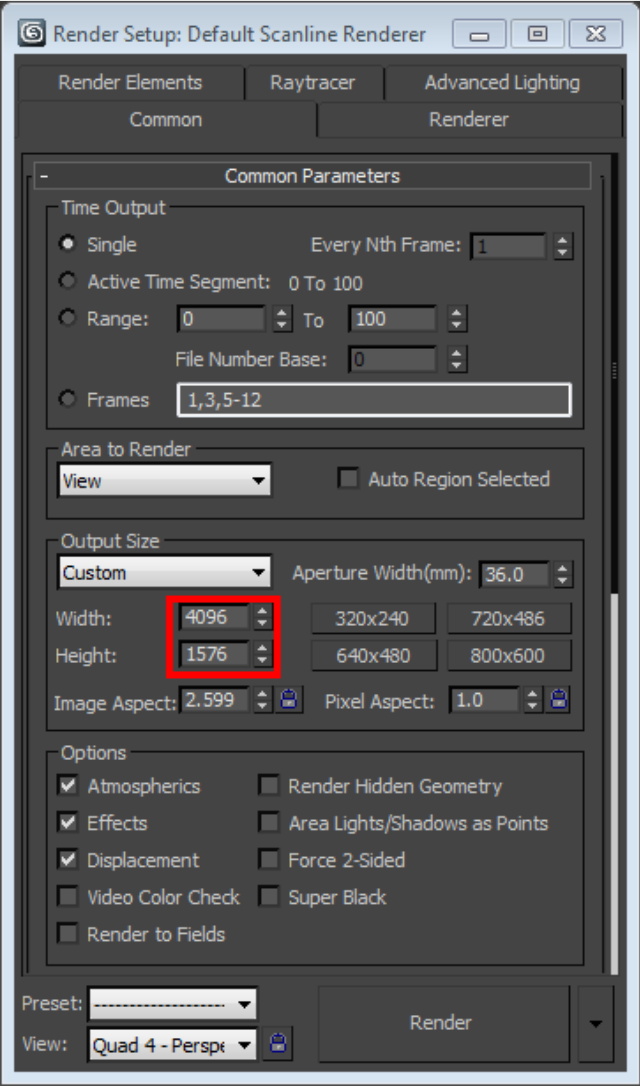 Render Setup: Default Scanline Renderer
Render Elements Raytracer Advanced Lighting
Common Renderer
- Common Parameters
Time Output
Single Every Nth Frame: 1
Active Time Segment: 0 To 100
Range: 0 To 100
File Number Base: 0
Frames 1,3,5-12
Area to Render
View Auto Region Selected
Output Size
Custom Aperture Width(mm): 36.0
Width: 4096 320x240 720x486
Height: 1576 640x480 800x600
Image Aspect: 2.599 Pixel Aspect: 1.0
Options
Atmospherics Render Hidden Geometry
Effects Area Lights/Shadows as Points
Displacement Force 2-Sided
Video Color Check Super Black
Render to Fields
Preset: --------------------
Render
View: Quad 4 - Perspe